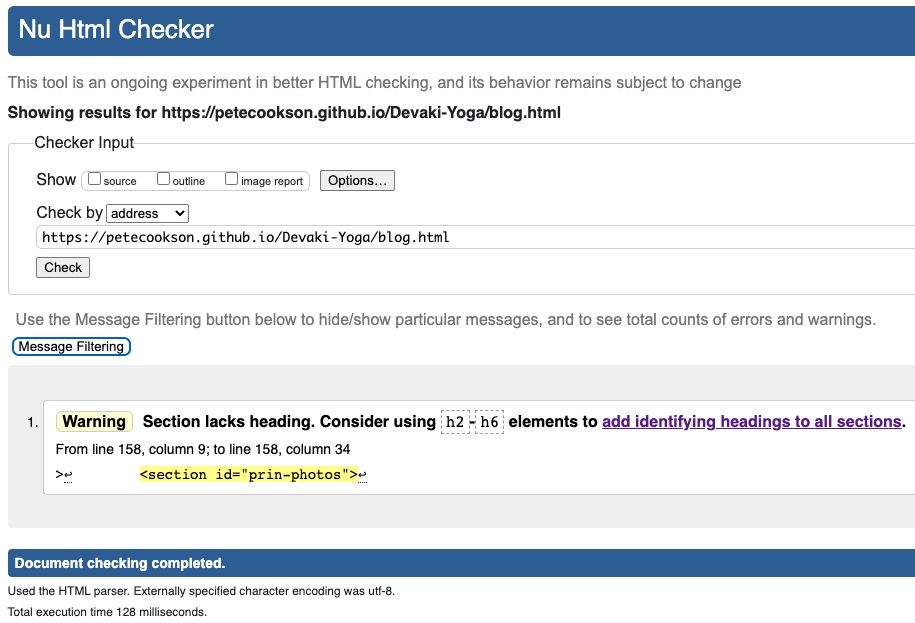 Nu Html Checker
This tool is an ongoing experiment in better HTML checking, and its behavior remains subject to change
Showing results for https://petecookson.github.io/Devaki-Yoga/blog.html
Checker Input
Show source outline image report Options...
Check by address
https://petecookson.github.io/Devaki-Yoga/blog.html
Check
Use the Message Filtering button below to hide/show particular messages, and to see total counts of errors and warnings.
Message Filtering
1. Warning Section lacks heading. Consider using h2-h6 elements to add identifying headings to all sections.
From line 158, column 9; to line 158, column 34
>↩ <section id="prin-photos">↩
Document checking completed.
Used the HTML parser. Externally specified character encoding was utf-8.
Total execution time 128 milliseconds.